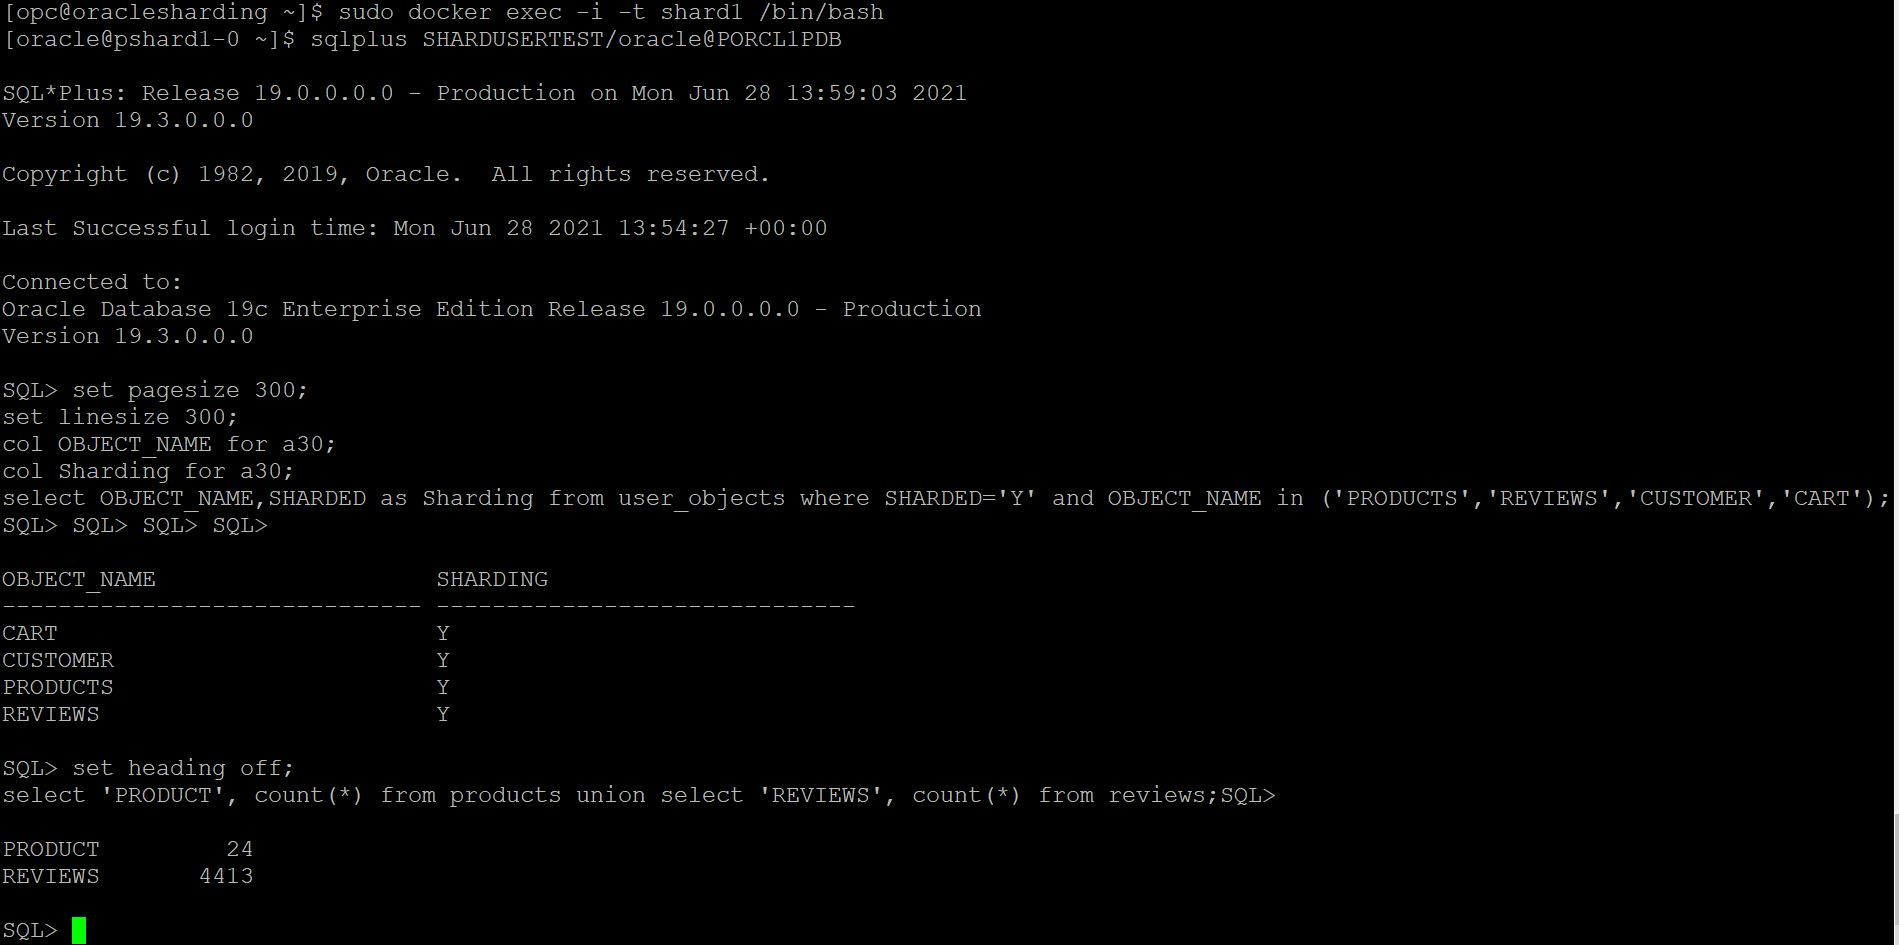 [opc@oraclesharding ~]$ sudo docker exec -i -t shard1 /bin/bash
[oracle@pshard1-0 ~]$ sqlplus SHARDUSERTEST/oracle@PORCL1PDB
SQL*Plus: Release 19.0.0.0.0 - Production on Mon Jun 28 13:59:03 2021
Version 19.3.0.0.0
Copyright (c) 1982, 2019, Oracle.  All rights reserved.
Last Successful login time: Mon Jun 28 2021 13:54:27 +00:00
Connected to:
Oracle Database 19c Enterprise Edition Release 19.0.0.0.0 - Production
Version 19.3.0.0.0
SQL> set pagesize 300;
set linesize 300;
col OBJECT_NAME for a30;
col Sharding for a30;
select OBJECT_NAME,SHARDED as Sharding from user_objects where SHARDED='Y' and OBJECT_NAME in ('PRODUCTS','REVIEWS','CUSTOMER','CART');
SQL> SQL> SQL> SQL>
OBJECT_NAME                    SHARDING
------------------------------ ------------------------------
CART                           Y
CUSTOMER                       Y
PRODUCTS                       Y
REVIEWS                        Y
SQL> set heading off;
select 'PRODUCT', count(*) from products union select 'REVIEWS', count(*) from reviews;SQL>
PRODUCT         24
REVIEWS       4413
SQL>